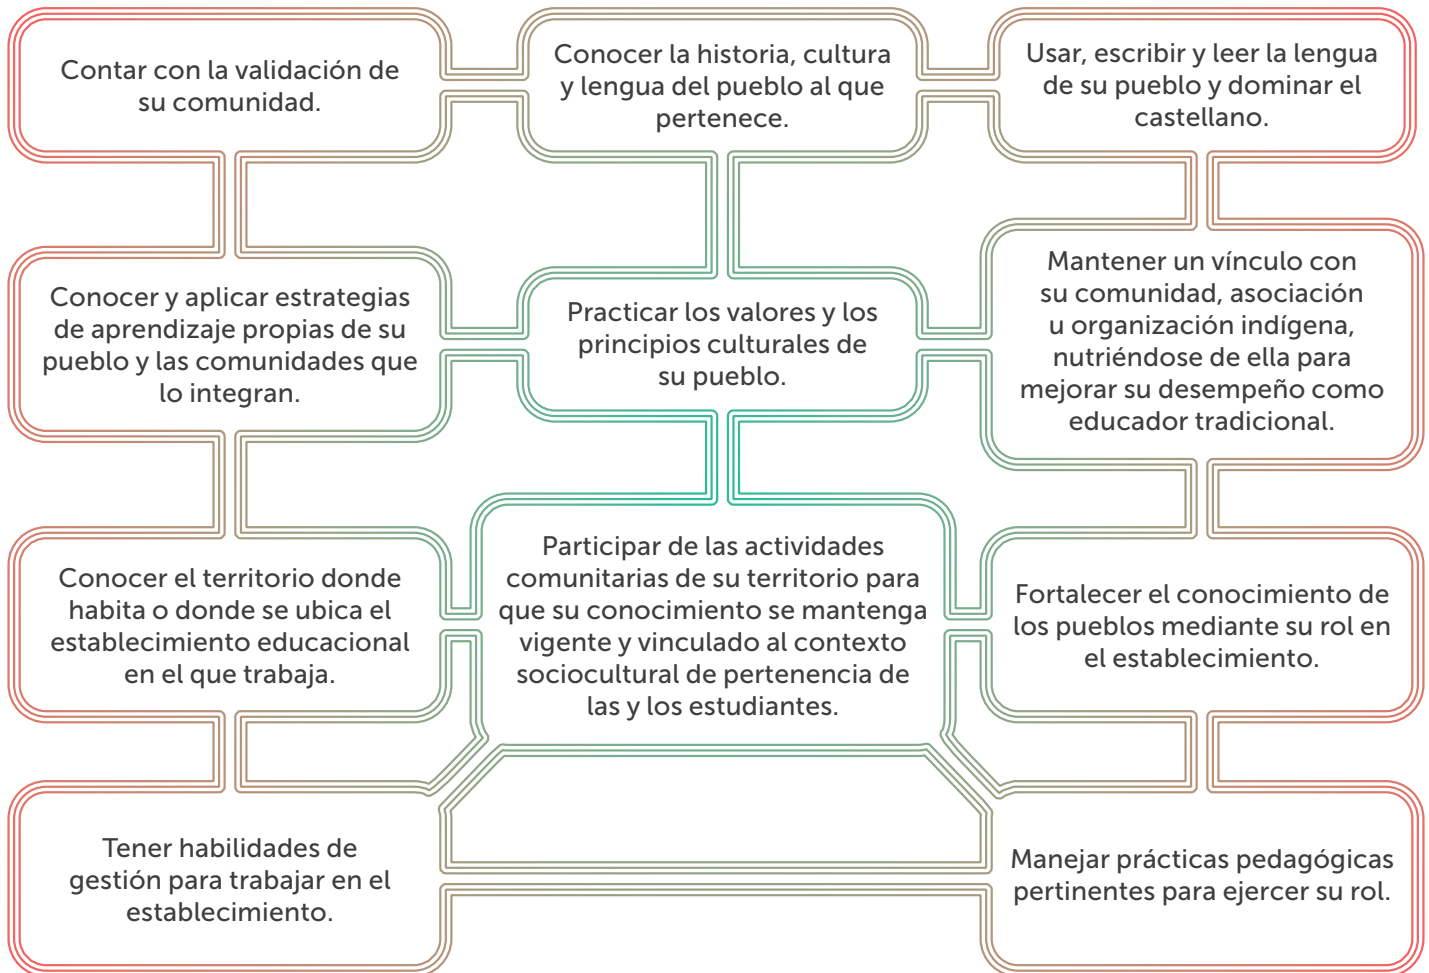 Contar con la validación de
su comunidad.
Conocer la historia, cultura
y lengua del pueblo al que
pertenece.
Usar, escribir y leer la lengua
de su pueblo y dominar el
castellano.
Conocer y aplicar estrategias
de aprendizaje propias de su
pueblo y las comunidades que
lo integran.
Practicar los valores y los
principios culturales de
su pueblo.
Mantener un vínculo con
su comunidad, asociación
u organización indígena,
nutriéndose de ella para
mejorar su desempeño como
educador tradicional.
Conocer el territorio donde
habita o donde se ubica el
establecimiento educacional
en el que trabaja.
Participar de las actividades
comunitarias de su territorio para
que su conocimiento se mantenga
vigente y vinculado al contexto
sociocultural de pertenencia de
las y los estudiantes.
Fortalecer el conocimiento de
los pueblos mediante su rol en
el establecimiento.
Tener habilidades de
gestión para trabajar en el
establecimiento.
Manejar prácticas pedagógicas
pertinentes para ejercer su rol.